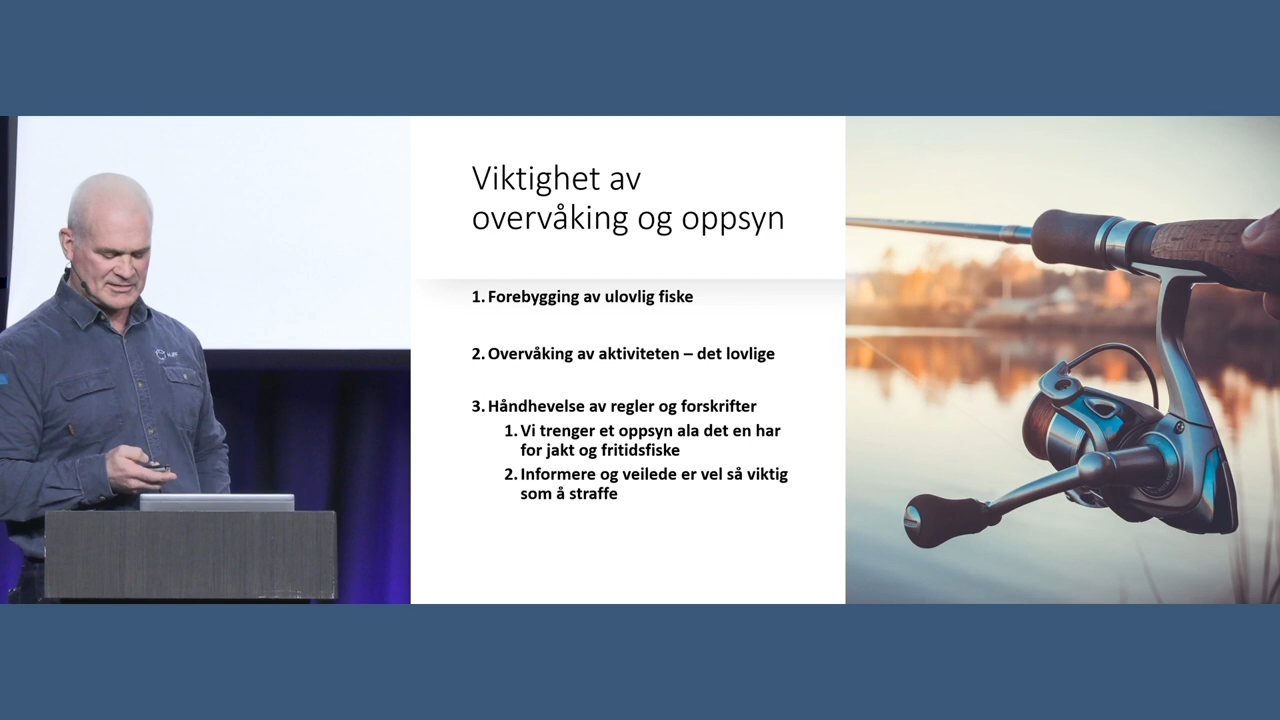 Viktighet av
overvåking og oppsyn
1. Forebygging av ulovlig fiske
2. Overvåking av aktiviteten – det lovlige
3. Håndhevelse av regler og forskrifter
1. Vi trenger et oppsyn ala det en har
for jakt og fritidsfiske
2. Informere og veilede er vel så viktig
som å straffe